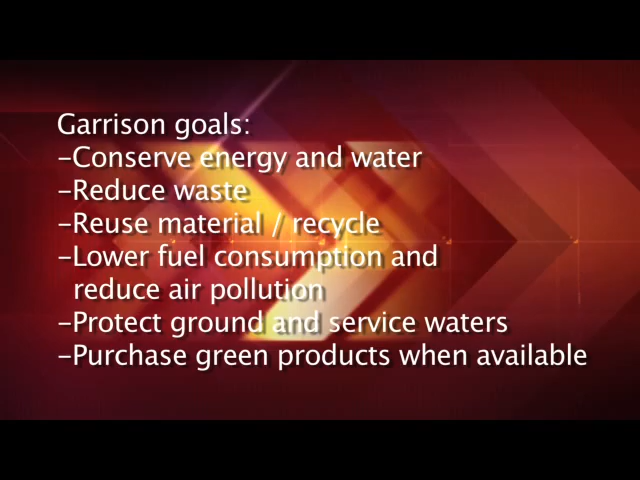 Garrison goals:
-Conserve energy and water
-Reduce waste
-Reuse material / recycle
-Lower fuel consumption and
reduce air pollution
-Protect ground and service waters
-Purchase green products when available